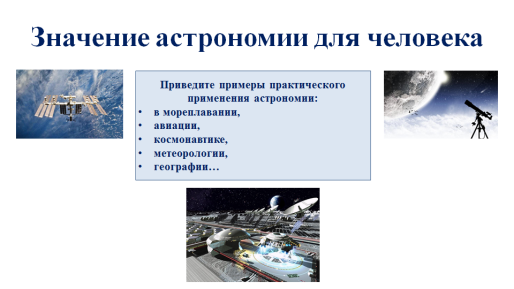 Значение астрономии для человека
Приведите примеры практического
применения астрономии:
• в мореплавании,
• авиации,
• космонавтике,
• метеорологии,
• географии…